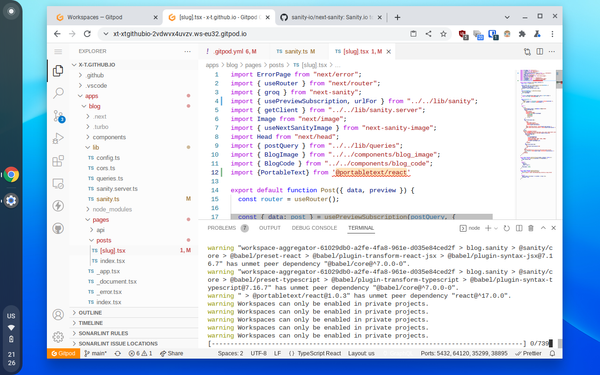 Workspaces — Gitpod
[slug].tsx - x-t.github.io - Gitpod
sanity-io/next-sanity: Sanity.io
xt-xtgithubio-2vdwvx4uvzv.ws-eu32.gitpod.io
EXPLORER
.gitpod.yml 6, M
sanity.ts M
[slug].tsx 1, M
X-T.GITHUB.IO
.github
.vscode
apps
blog
.next
.turbo
components
lib
config.ts
cors.ts
queries.ts
sanity.server.ts
sanity.ts M
node_modules
pages
api
posts
[slug].tsx 1, M
index.tsx
_app.tsx
_document.tsx
_error.tsx
index.tsx
OUTLINE
TIMELINE
SONARLINT RULES
SONARLINT ISSUE LOCATIONS
apps > blog > pages > posts > [slug].tsx > ...
1 import ErrorPage from "next/error";
2 import { useRouter } from "next/router";
3 import { groq } from "next-sanity";
4 import { usePreviewSubscription, urlFor } from "../../lib/sanity";
5 import { getClient } from "../../lib/sanity.server";
6 import Image from "next/image";
7 import { useNextSanityImage } from "next-sanity-image";
8 import Head from "next/head";
9 import { postQuery } from "../../lib/queries";
10 import { BlogImage } from "../../components/blog_image";
11 import { BlogCode } from "../../components/blog_code";
12 import {PortableText} from '@portabletext/react'
13
14 export default function Post({ data, preview }) {
15 const router = useRouter();
16
17 const { data: post } = usePreviewSubscription(postQuery, {
PROBLEMS 7 OUTPUT DEBUG CONSOLE TERMINAL node
warning "workspace-aggregator-61029db0-a2fe-4fa8-961e-d035e84ced2f > blog.sanity > @sanity/c
ore > @babel/preset-react > @babel/plugin-transform-react-jsx > @babel/plugin-syntax-jsx@7.1
6.7" has unmet peer dependency "@babel/core@^7.0.0-0".
warning "workspace-aggregator-61029db0-a2fe-4fa8-961e-d035e84ced2f > blog.sanity > @sanity/c
ore > @babel/preset-typescript > @babel/plugin-transform-typescript > @babel/plugin-syntax-t
ypescript@7.16.7" has unmet peer dependency "@babel/core@^7.0.0-0".
warning " > @portabletext/react@1.0.3" has unmet peer dependency "react@^17.0.0".
warning Workspaces can only be enabled in private projects.
warning Workspaces can only be enabled in private projects.
warning Workspaces can only be enabled in private projects.
warning Workspaces can only be enabled in private projects.
[----------------------------------------------------------------] 0/739
Gitpod main* 6 1 Share Spaces: 2 UTF-8 LF TypeScript React Layout: us Ports: 5432, 64120, 35299, 38895 Prettier
US
21
26